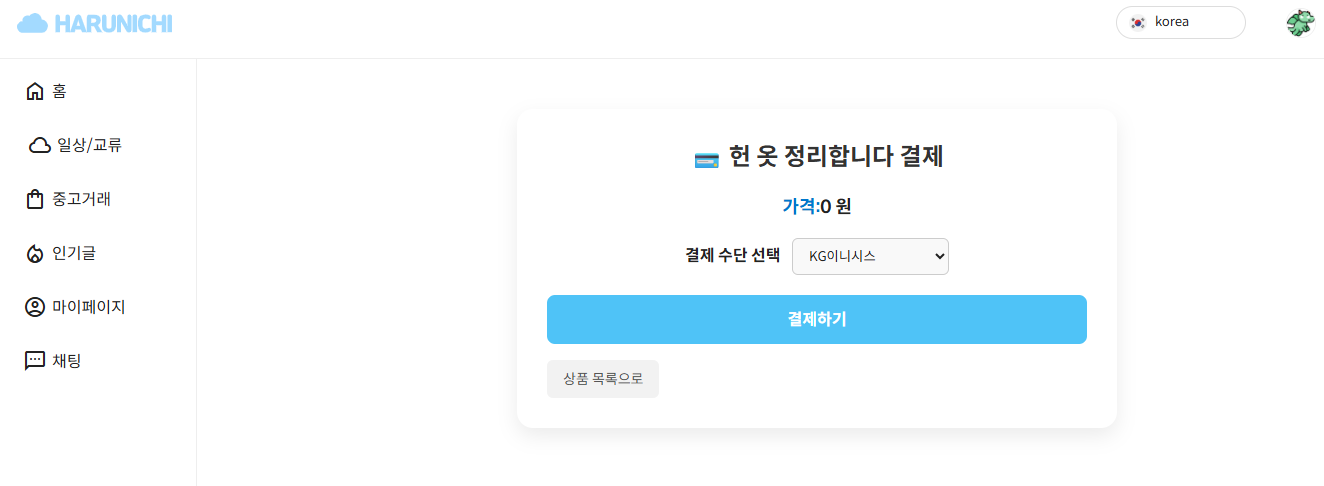 HARUNICHI
korea
홈
일상/교류
중고거래
인기글
마이페이지
채팅
헌 옷 정리합니다 결제
가격:0 원
결제 수단 선택 KG이니시스
결제하기
상품 목록으로